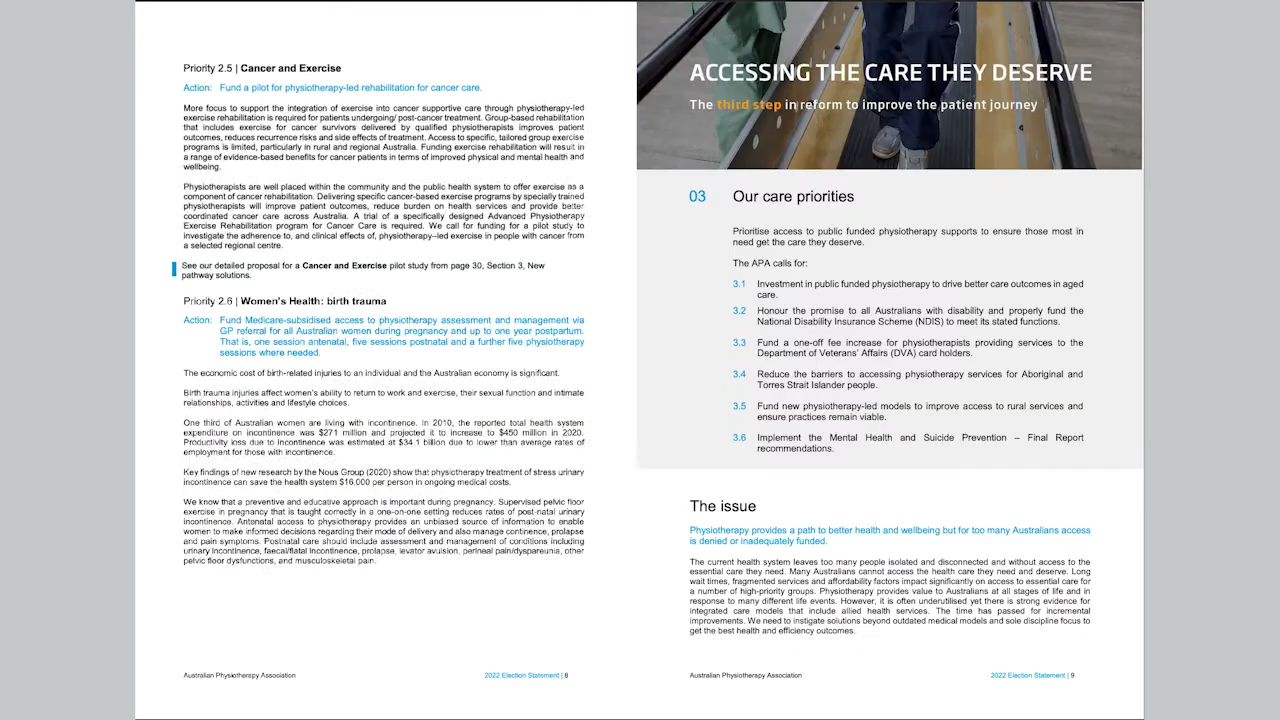 Priority 2.5 | Cancer and Exercise
Action: Fund a pilot for physiotherapy-led rehabilitation for cancer care.
More focus to support the integration of exercise into cancer supportive care through physiotherapy-led
exercise rehabilitation is required for patients undergoing/ post-cancer treatment. Group-based rehabilitation
that includes exercise for cancer survivors delivered by qualified physiotherapists improves patient
outcomes, reduces recurrence risks and side effects of treatment. Access to specific, tailored group exercise
programs is limited, particularly in rural and regional Australia. Funding exercise rehabilitation will result in
a range of evidence-based benefits for cancer patients in terms of improved physical and mental health and
wellbeing.
Physiotherapists are well placed within the community and the public health system to offer exercise as a
component of cancer rehabilitation. Delivering specific cancer-based exercise programs by specially trained
physiotherapists will improve patient outcomes, reduce burden on health services and provide better
coordinated cancer care across Australia. A trial of a specifically designed Advanced Physiotherapy
Exercise Rehabilitation program for Cancer Care is required. We call for funding for a pilot study to
investigate the adherence to, and clinical effects of, physiotherapy–led exercise in people with cancer from
a selected regional centre.
See our detailed proposal for a Cancer and Exercise pilot study from page 30, Section 3, New
pathway solutions.
Priority 2.6 | Women's Health: birth trauma
Action: Fund Medicare-subsidised access to physiotherapy assessment and management via
GP referral for all Australian women during pregnancy and up to one year postpartum.
That is, one session antenatal, five sessions postnatal and a further five physiotherapy
sessions where needed.
The economic cost of birth-related injuries to an individual and the Australian economy is significant.
Birth trauma injuries affect women's ability to return to work and exercise, their sexual function and intimate
relationships, activities and lifestyle choices.
One third of Australian women are living with incontinence. In 2010, the reported total health system
expenditure on incontinence was $271 million and projected it to increase to $450 million in 2020.
Productivity loss due to incontinence was estimated at $34.1 billion due to lower than average rates of
employment for those with incontinence.
Key findings of new research by the Nous Group (2020) show that physiotherapy treatment of stress urinary
incontinence can save the health system $16,000 per person in ongoing medical costs.
We know that a preventive and educative approach is important during pregnancy. Supervised pelvic floor
exercise in pregnancy that is taught correctly in a one-on-one setting reduces rates of post-natal urinary
incontinence. Antenatal access to physiotherapy provides an unbiased source of information to enable
women to make informed decisions regarding their mode of delivery and also manage continence, prolapse
and pain symptoms. Postnatal care should include assessment and management of conditions including
urinary incontinence, faecal/flatal incontinence, prolapse, levator avulsion, perineal pain/dyspareunia, other
pelvic floor dysfunctions, and musculoskeletal pain.
Australian Physiotherapy Association
2022 Election Statement | 8
ACCESSING THE CARE THEY DESERVE
The third step in reform to improve the patient journey
03 Our care priorities
Prioritise access to public funded physiotherapy supports to ensure those most in
need get the care they deserve.
The APA calls for:
3.1 Investment in public funded physiotherapy to drive better care outcomes in aged
care.
3.2 Honour the promise to all Australians with disability and properly fund the
National Disability Insurance Scheme (NDIS) to meet its stated functions.
3.3 Fund a one-off fee increase for physiotherapists providing services to the
Department of Veterans' Affairs (DVA) card holders.
3.4 Reduce the barriers to accessing physiotherapy services for Aboriginal and
Torres Strait Islander people.
3.5 Fund new physiotherapy-led models to improve access to rural services and
ensure practices remain viable.
3.6 Implement the Mental Health and Suicide Prevention – Final Report
recommendations.
The issue
Physiotherapy provides a path to better health and wellbeing but for too many Australians access
is denied or inadequately funded.
The current health system leaves too many people isolated and disconnected and without access to the
essential care they need. Many Australians cannot access the health care they need and deserve. Long
wait times, fragmented services and affordability factors impact significantly on access to essential care for
a number of high-priority groups. Physiotherapy provides value to Australians at all stages of life and in
response to many different life events. However, it is often underutilised yet there is strong evidence for
integrated care models that include allied health services. The time has passed for incremental
improvements. We need to instigate solutions beyond outdated medical models and sole discipline focus to
get the best health and efficiency outcomes.
Australian Physiotherapy Association
2022 Election Statement | 9